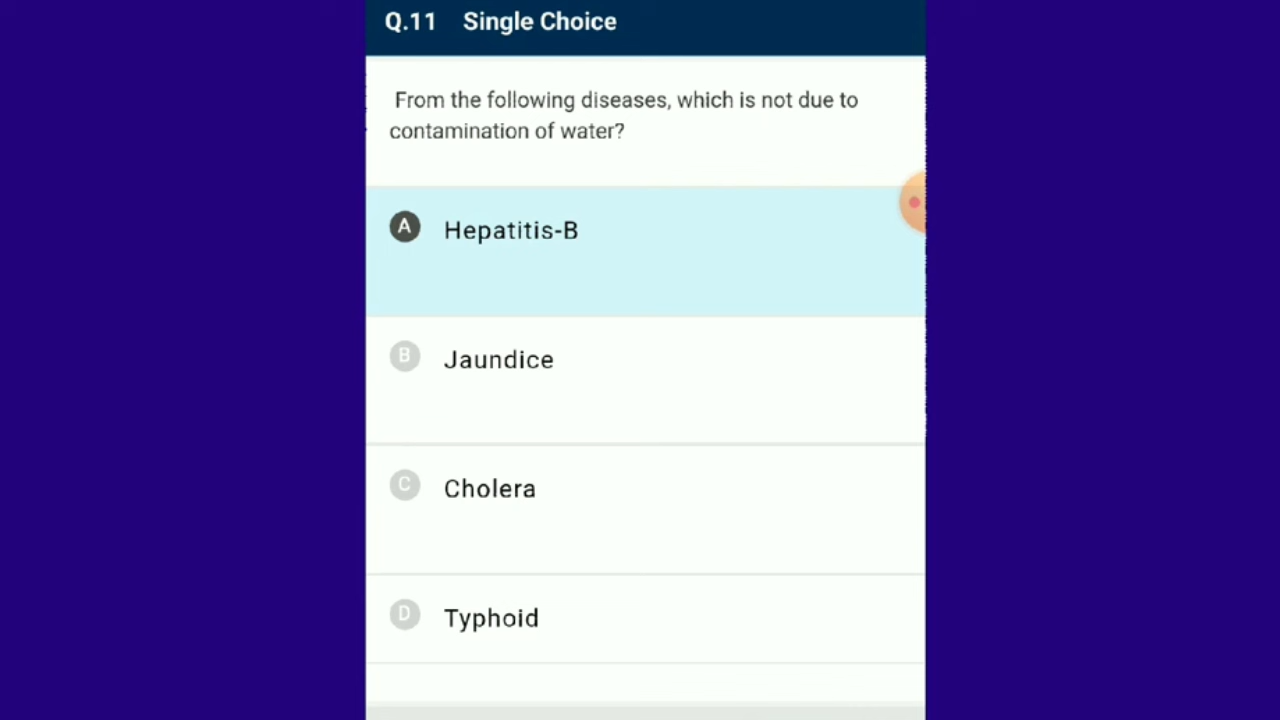 Q.11 Single Choice
From the following diseases, which is not due to
contamination of water?
A Hepatitis-B
B Jaundice
C Cholera
D Typhoid